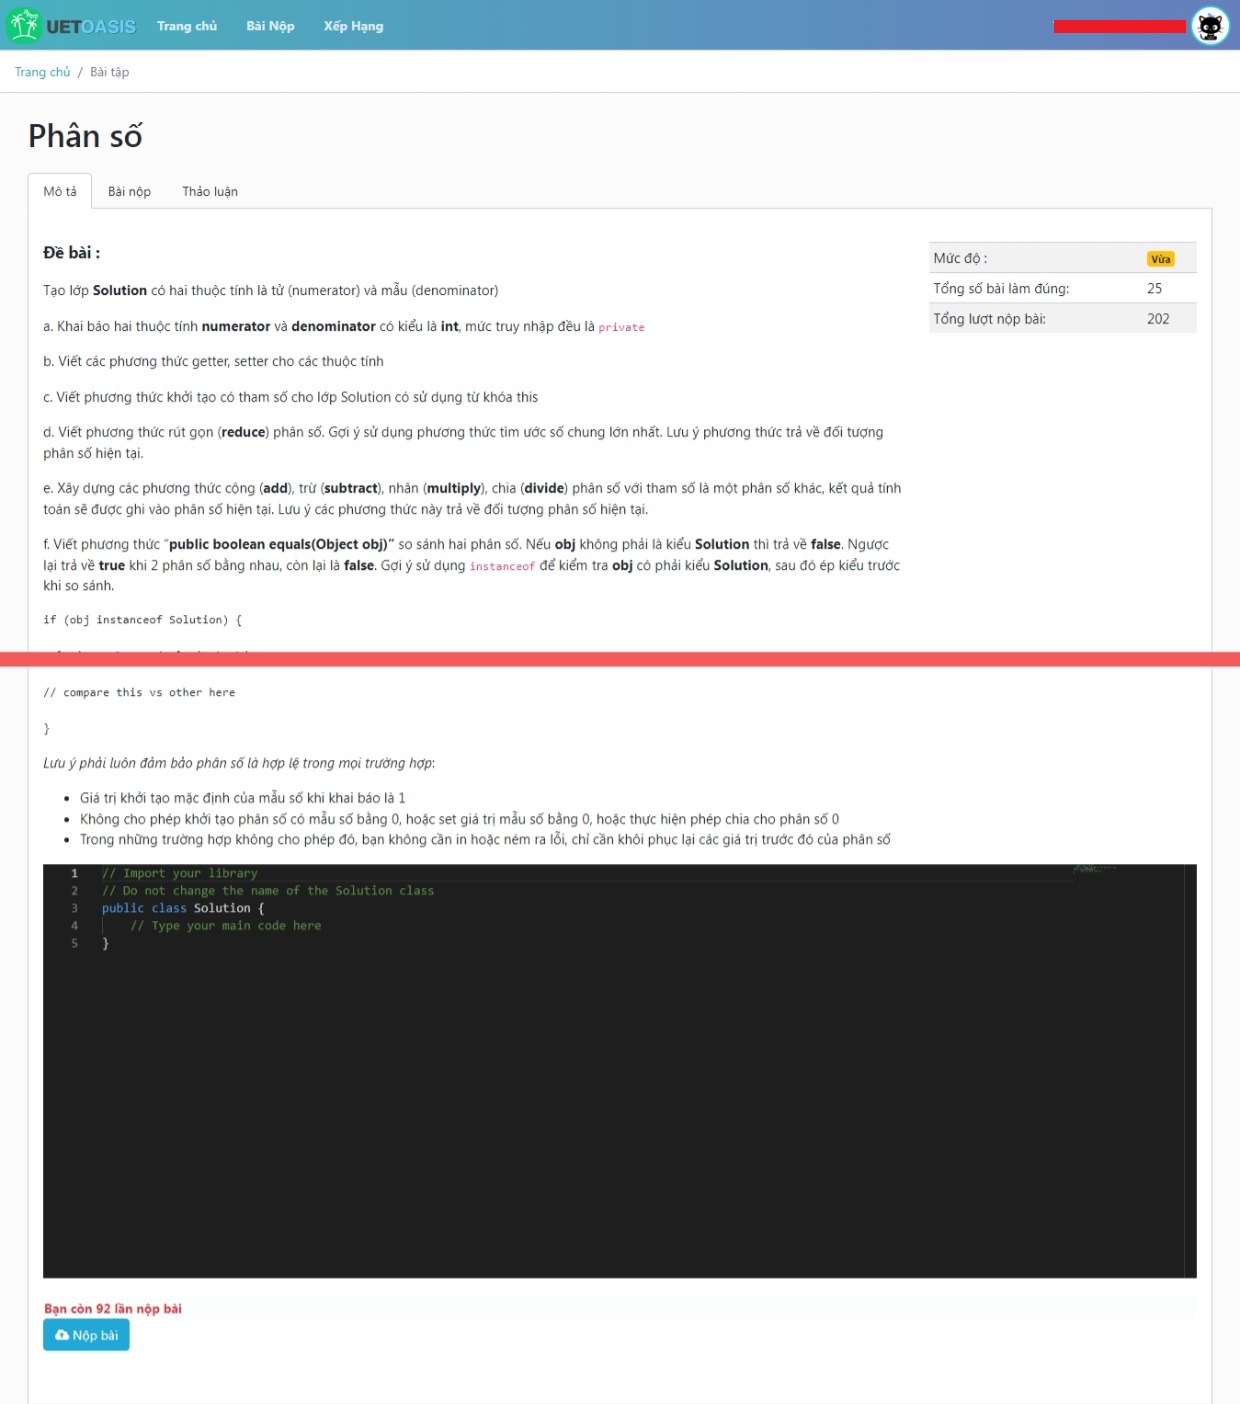 UETOASIS Trang chủ Bài Nộp Xếp Hạng
Trang chủ / Bài tập
Phân số
Mô tả Bài nộp Thảo luận
Đề bài :
Mức độ : Vừa
Tổng số bài làm đúng: 25
Tổng lượt nộp bài: 202
Tạo lớp Solution có hai thuộc tính là tử (numerator) và mẫu (denominator)
a. Khai báo hai thuộc tính numerator và denominator có kiểu là int, mức truy nhập đều là private
b. Viết các phương thức getter, setter cho các thuộc tính
c. Viết phương thức khởi tạo có tham số cho lớp Solution có sử dụng từ khóa this
d. Viết phương thức rút gọn (reduce) phân số. Gợi ý sử dụng phương thức tìm ước số chung lớn nhất. Lưu ý phương thức trả về đối tượng
phân số hiện tại.
e. Xây dựng các phương thức cộng (add), trừ (subtract), nhân (multiply), chia (divide) phân số với tham số là một phân số khác, kết quả tính
toán sẽ được ghi vào phân số hiện tại. Lưu ý các phương thức này trả về đối tượng phân số hiện tại.
f. Viết phương thức “public boolean equals(Object obj)” so sánh hai phân số. Nếu obj không phải là kiểu Solution thì trả về false. Ngược
lại trả về true khi 2 phân số bằng nhau, còn lại là false. Gợi ý sử dụng instanceof để kiểm tra obj có phải kiểu Solution, sau đó ép kiểu trước
khi so sánh.
if (obj instanceof Solution) {
// compare this vs other here
}
Lưu ý phải luôn đảm bảo phân số là hợp lệ trong mọi trường hợp:
• Giá trị khởi tạo mặc định của mẫu số khi khai báo là 1
• Không cho phép khởi tạo phân số có mẫu số bằng 0, hoặc set giá trị mẫu số bằng 0, hoặc thực hiện phép chia cho phân số 0
• Trong những trường hợp không cho phép đó, bạn không cần in hoặc ném ra lỗi, chỉ cần khôi phục lại các giá trị trước đó của phân số
1 // Import your library
2 // Do not change the name of the Solution class
3 public class Solution {
4 // Type your main code here
5 }
Bạn còn 92 lần nộp bài
Nộp bài